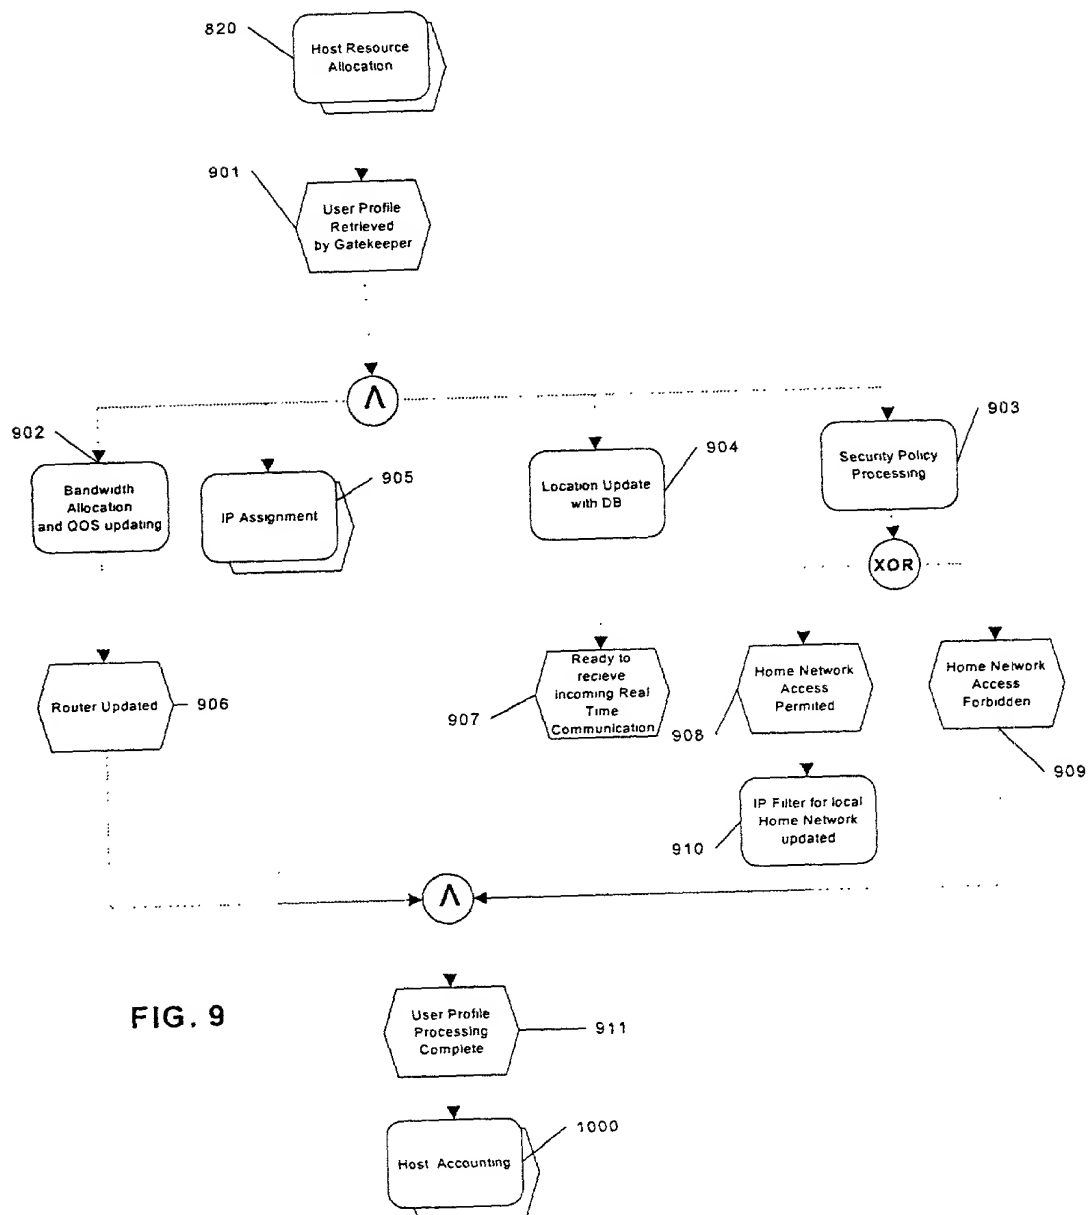 820
Host Resource
Allocation
901
User Profile
Retrieved
by Gatekeeper
Λ
902
Bandwidth
Allocation
and QOS updating
905
IP Assignment
904
Location Update
with DB
903
Security Policy
Processing
XOR
Router Updated
906
Ready to
recieve
incoming Real
Time
Communication
907
Home Network
Access
Permited
908
Home Network
Access
Forbidden
909
IP Filter for local
Home Network
updated
910
Λ
FIG. 9
User Profile
Processing
Complete
911
1000
Host Accounting